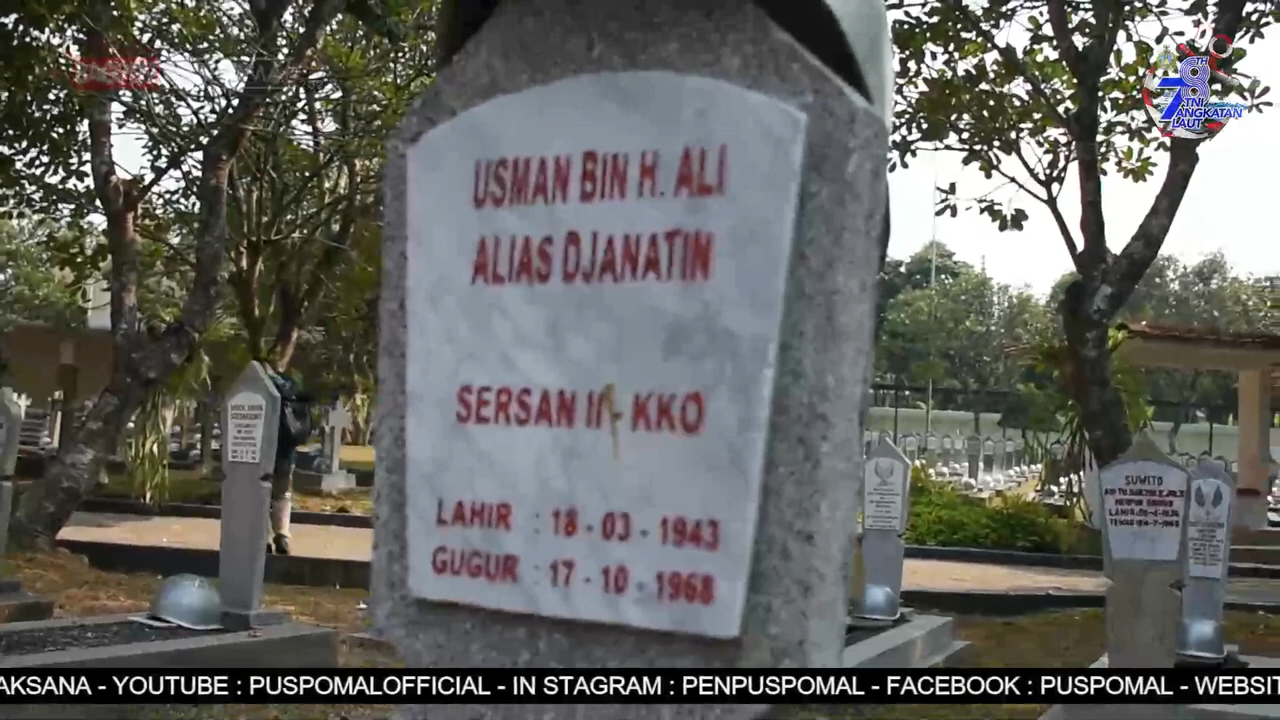 78TH
TNI
ANGKATAN
LAUT
USMAN BIN H. ALI
ALIAS DJANATIN
SERSAN II KKO
LAHIR : 18 - 03 - 1943
GUGUR : 17 - 10 - 1968
SUWITO
AKSANA - YOUTUBE : PUSPOMALOFFICIAL - IN STAGRAM : PENPUSPOMAL - FACEBOOK : PUSPOMAL - WEBSIT